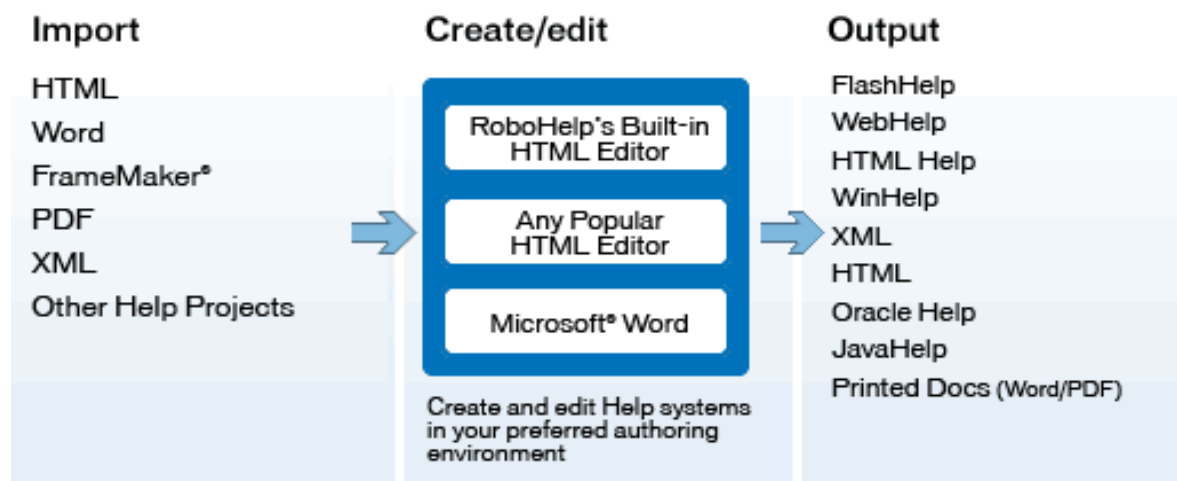 Import
HTML
Word
FrameMaker®
PDF
XML
Other Help Projects
Create/edit
RoboHelp's Built-in
HTML Editor
Any Popular
HTML Editor
Microsoft® Word
Create and edit Help systems
in your preferred authoring
environment
Output
FlashHelp
WebHelp
HTML Help
WinHelp
XML
HTML
Oracle Help
JavaHelp
Printed Docs (Word/PDF)